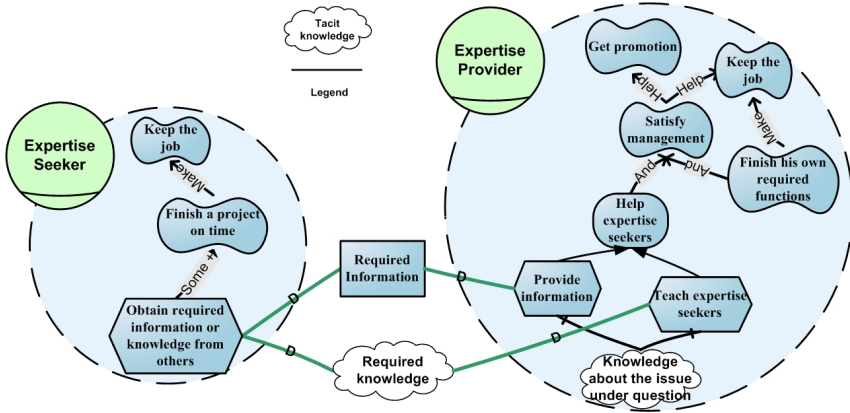 Tacit
knowledge
Legend
Expertise
Provider
Get promotion
Keep the
job
Help
Help
Satisfy
management
Make
And
And
Finish his own
required
functions
Help
expertise
seekers
Provide
information
Teach expertise
seekers
Knowledge
about the issue
under question
Expertise
Seeker
Keep the
job
Make
Finish a project
on time
Some +
Obtain required
information or
knowledge from
others
D
D
Required
Information
D
Required
knowledge
D